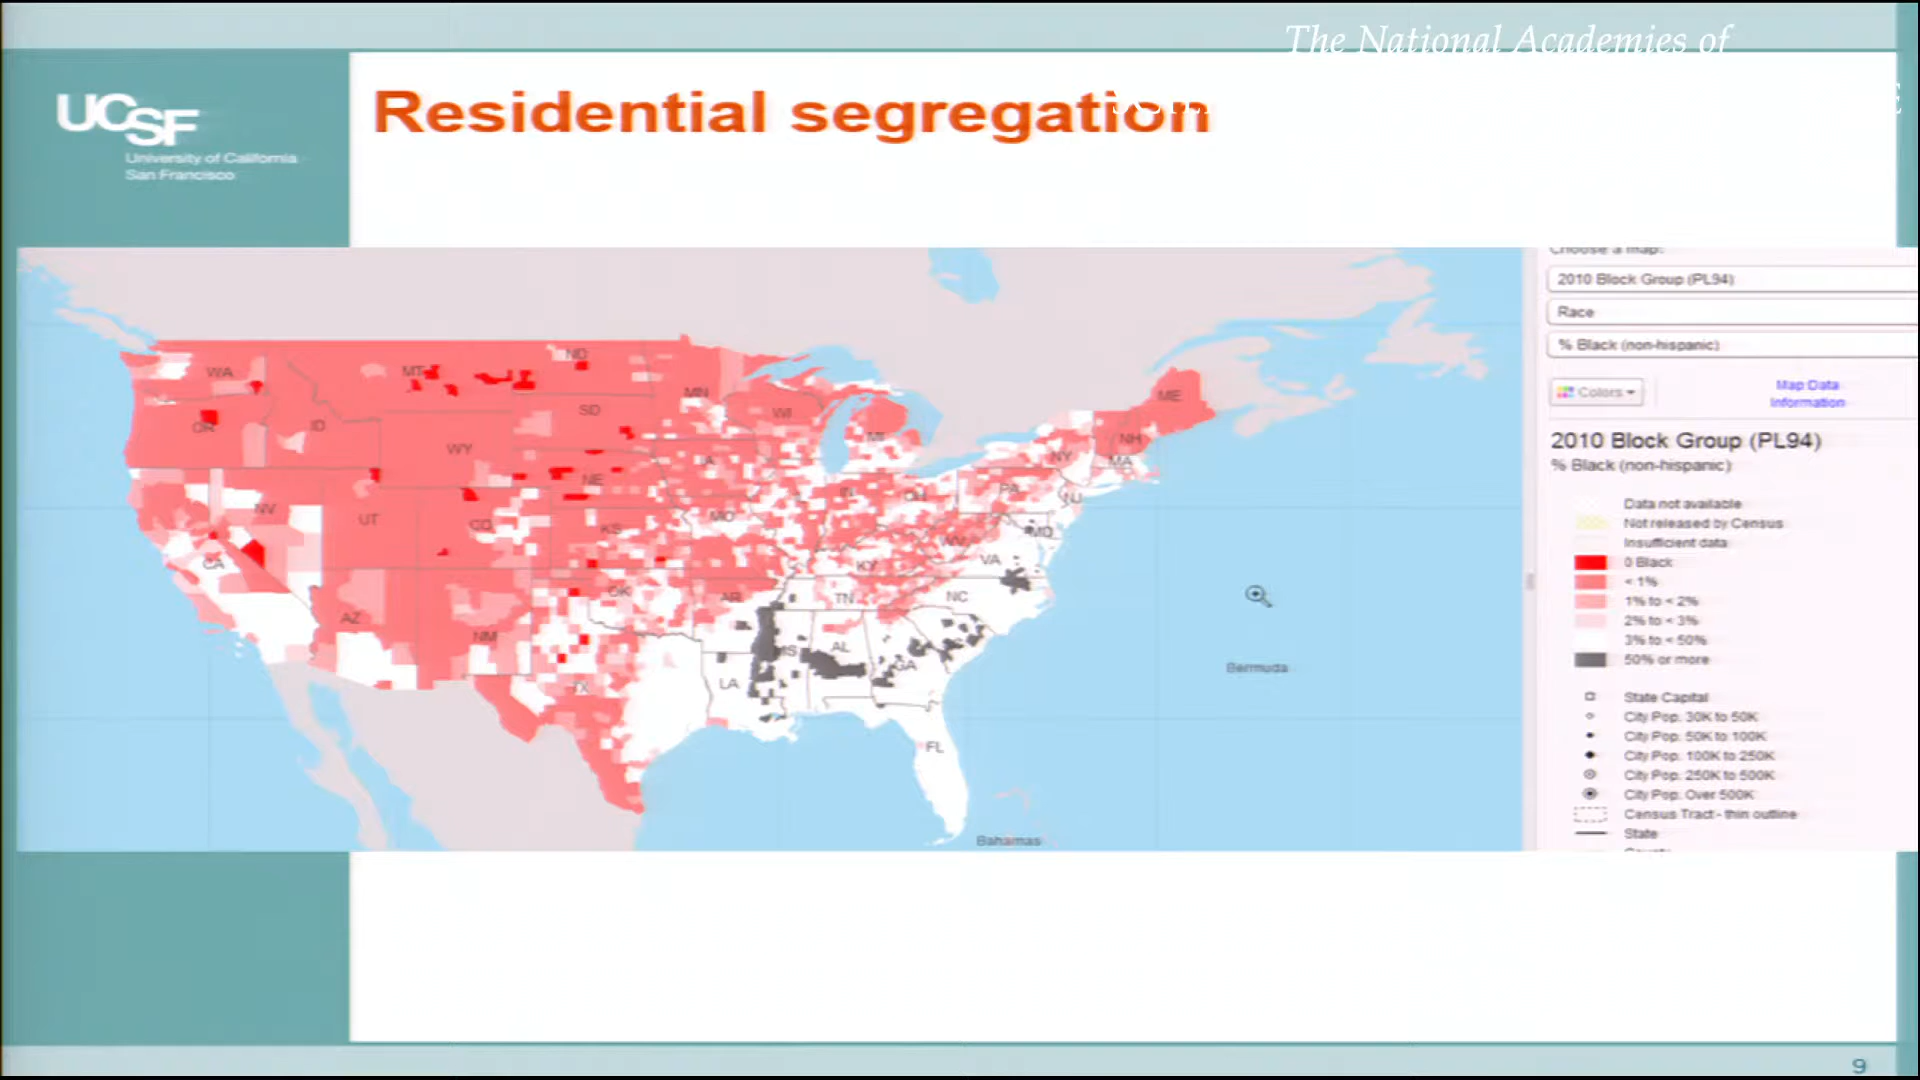 The National Academies of
UCSF
University of California
San Francisco
Residential segregation
Choose a map:
2010 Block Group (PL94)
Race
% Black (non-hispanic)
Colors
Map Data
Information
2010 Block Group (PL94)
% Black (non-hispanic)
Data not available
Not released by Census
Insufficient data
0 Black
< 1%
1% to < 2%
2% to < 3%
3% to < 50%
50% or more
State Capital
City Pop. 30K to 50K
City Pop. 50K to 100K
City Pop. 100K to 250K
City Pop. 250K to 500K
City Pop. Over 500K
Census Tract - thin outline
State
County
WA
MT
ND
MN
OR
ID
SD
WI
MI
ME
WY
NH
NY
MA
IA
NE
NV
UT
CO
IN
OH
PA
NJ
KS
MO
WV
MD
CA
KY
VA
AZ
NM
OK
AR
TN
NC
MS
AL
GA
SC
TX
LA
FL
Bermuda
Bahamas
9